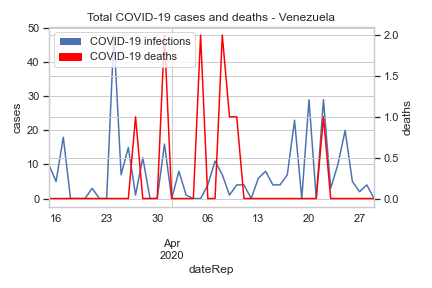 Total COVID-19 cases and deaths - Venezuela
COVID-19 infections
COVID-19 deaths
50
40
30
20
10
0
cases
2.0
1.5
1.0
0.5
0.0
deaths
16 23 30 06 13 20 27
Apr
2020
dateRep